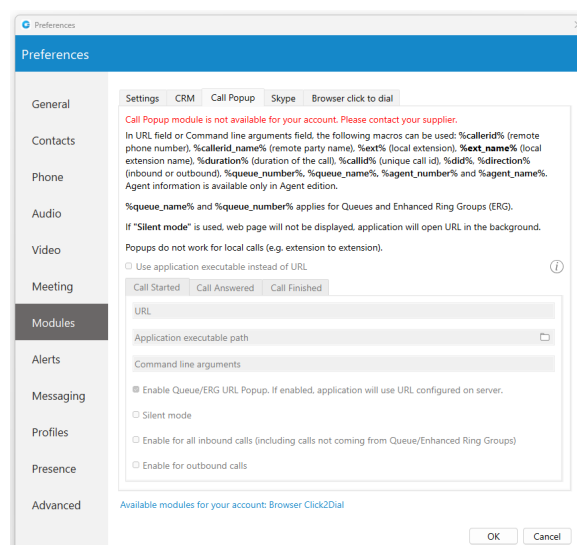 Preferences
Preferences
General
Contacts
Phone
Audio
Video
Meeting
Modules
Alerts
Messaging
Profiles
Presence
Advanced
Settings CRM Call Popup Skype Browser click to dial
Call Popup module is not available for your account. Please contact your supplier.
In URL field or Command line arguments field, the following macros can be used: %callerid% (remote
phone number), %callerid_name% (remote party name), %ext% (local extension), %ext_name% (local
extension name), %duration% (duration of the call), %callid% (unique call id), %did%, %direction%
(inbound or outbound), %queue_number%, %queue_name%, %agent_number% and %agent_name%.
Agent information is available only in Agent edition.
%queue_name% and %queue_number% applies for Queues and Enhanced Ring Groups (ERG).
If "Silent mode" is used, web page will not be displayed, application will open URL in the background.
Popups do not work for local calls (e.g. extension to extension).
Use application executable instead of URL
Call Started Call Answered Call Finished
URL
Application executable path
Command line arguments
Enable Queue/ERG URL Popup. If enabled, application will use URL configured on server.
Silent mode
Enable for all inbound calls (including calls not coming from Queue/Enhanced Ring Groups)
Enable for outbound calls
Available modules for your account: Browser Click2Dial
OK Cancel